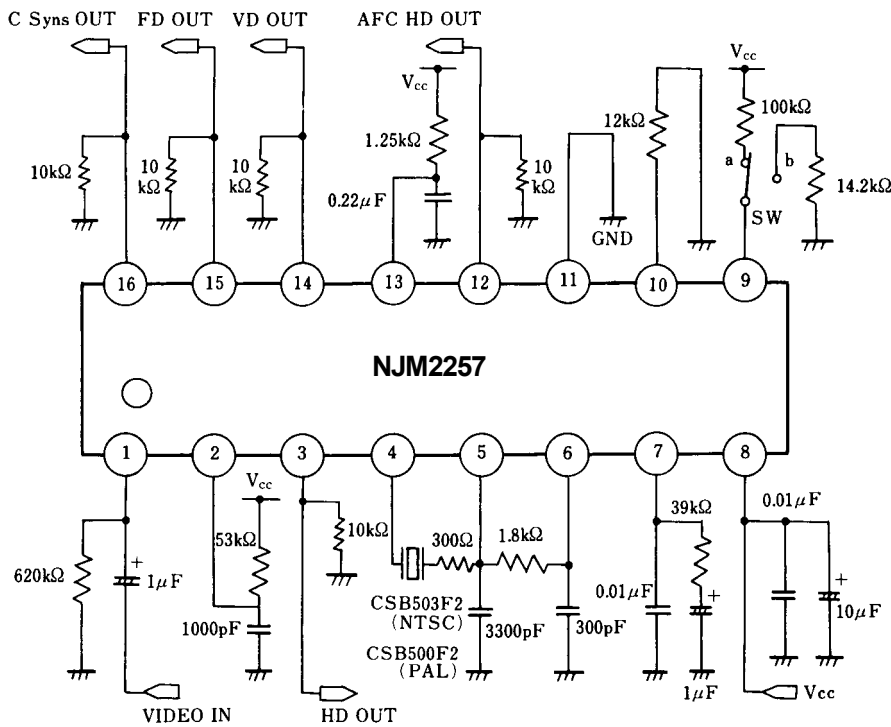 C Syns OUT FD OUT VD OUT AFC HD OUT
Vcc
Vcc
100kΩ
12kΩ
1.25kΩ
a
b
10kΩ
10
kΩ
10
kΩ
10
kΩ
14.2kΩ
0.22μF
SW
GND
16 15 14 13 12 11 10 9
NJM2257
1 2 3 4 5 6 7 8
Vcc
0.01μF
39kΩ
53kΩ
10kΩ
300Ω
1.8kΩ
620kΩ
+
1μF
+
+
0.01μF
10μF
CSB503F2
(NTSC)
1000pF
3300pF
300pF
CSB500F2
(PAL)
1μF
Vcc
VIDEO IN
HD OUT